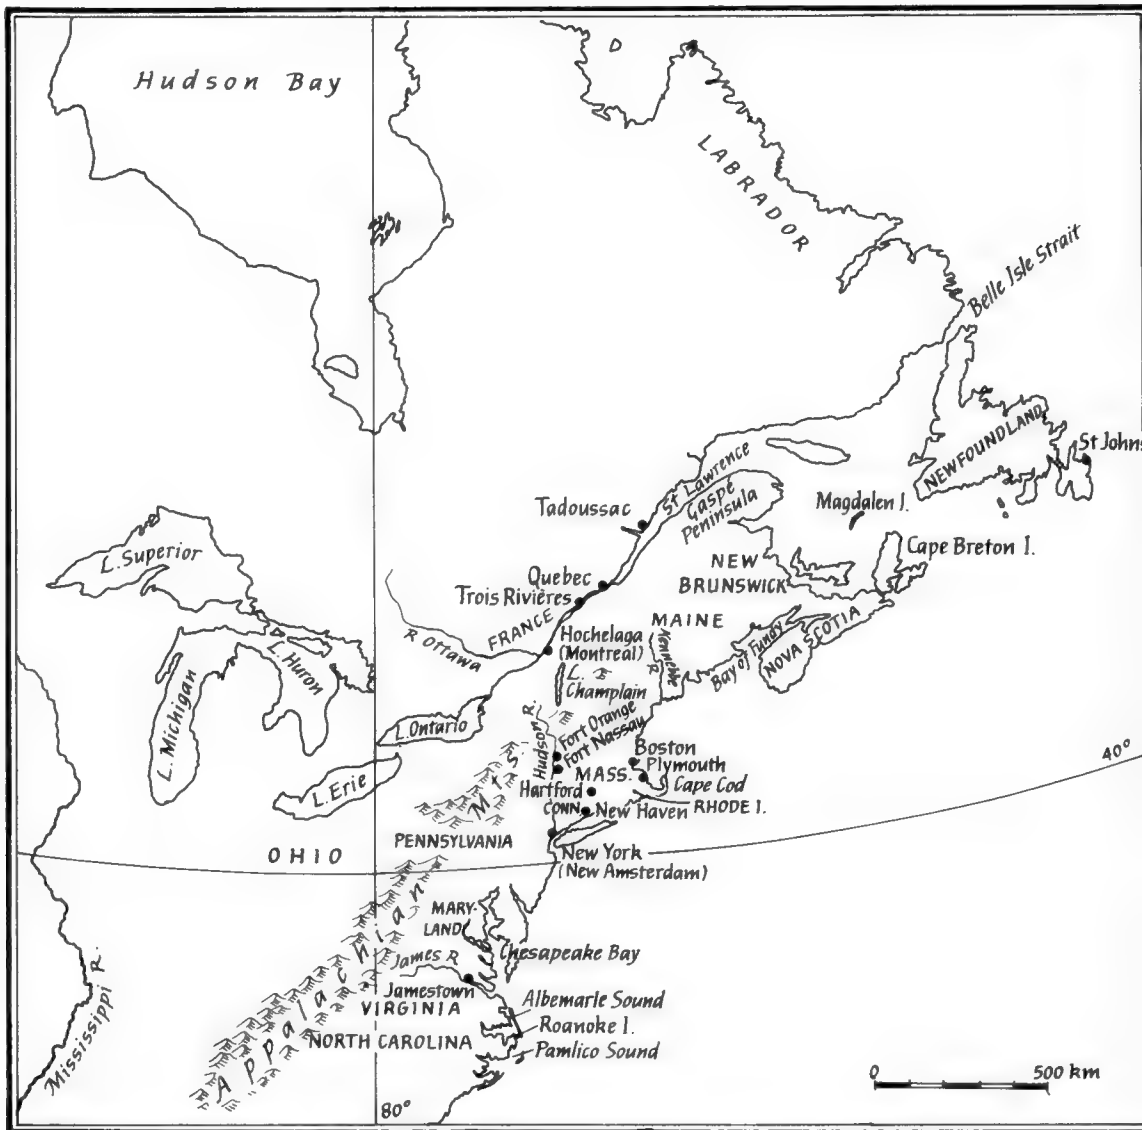 Hudson Bay
LABRADOR
Belle Isle Strait
NEWFOUNDLAND
St Johns
St Lawrence
Gaspé
Peninsula
Magdalen I.
Tadoussac
Cape Breton I.
NEW
BRUNSWICK
L. Superior
Quebec
Trois Rivières
FRANCE
MAINE
R Ottawa
Hochelaga
(Montreal)
Kennebec R
Bay of Fundy
NOVA SCOTIA
L. Huron
L.
Champlain
L. Michigan
L. Ontario
Hudson R.
Fort Orange
Fort Nassay
Boston
Plymouth
40°
MASS.
Cape Cod
L. Erie
Hartford
RHODE I.
CONN
New Haven
PENNSYLVANIA
OHIO
New York
(New Amsterdam)
Appalachian Mts.
MARY-
LAND
Chesapeake Bay
James R
Jamestown
VIRGINIA
Albemarle Sound
Roanoke I.
NORTH CAROLINA
Pamlico Sound
Mississippi R.
0 500 km
80°